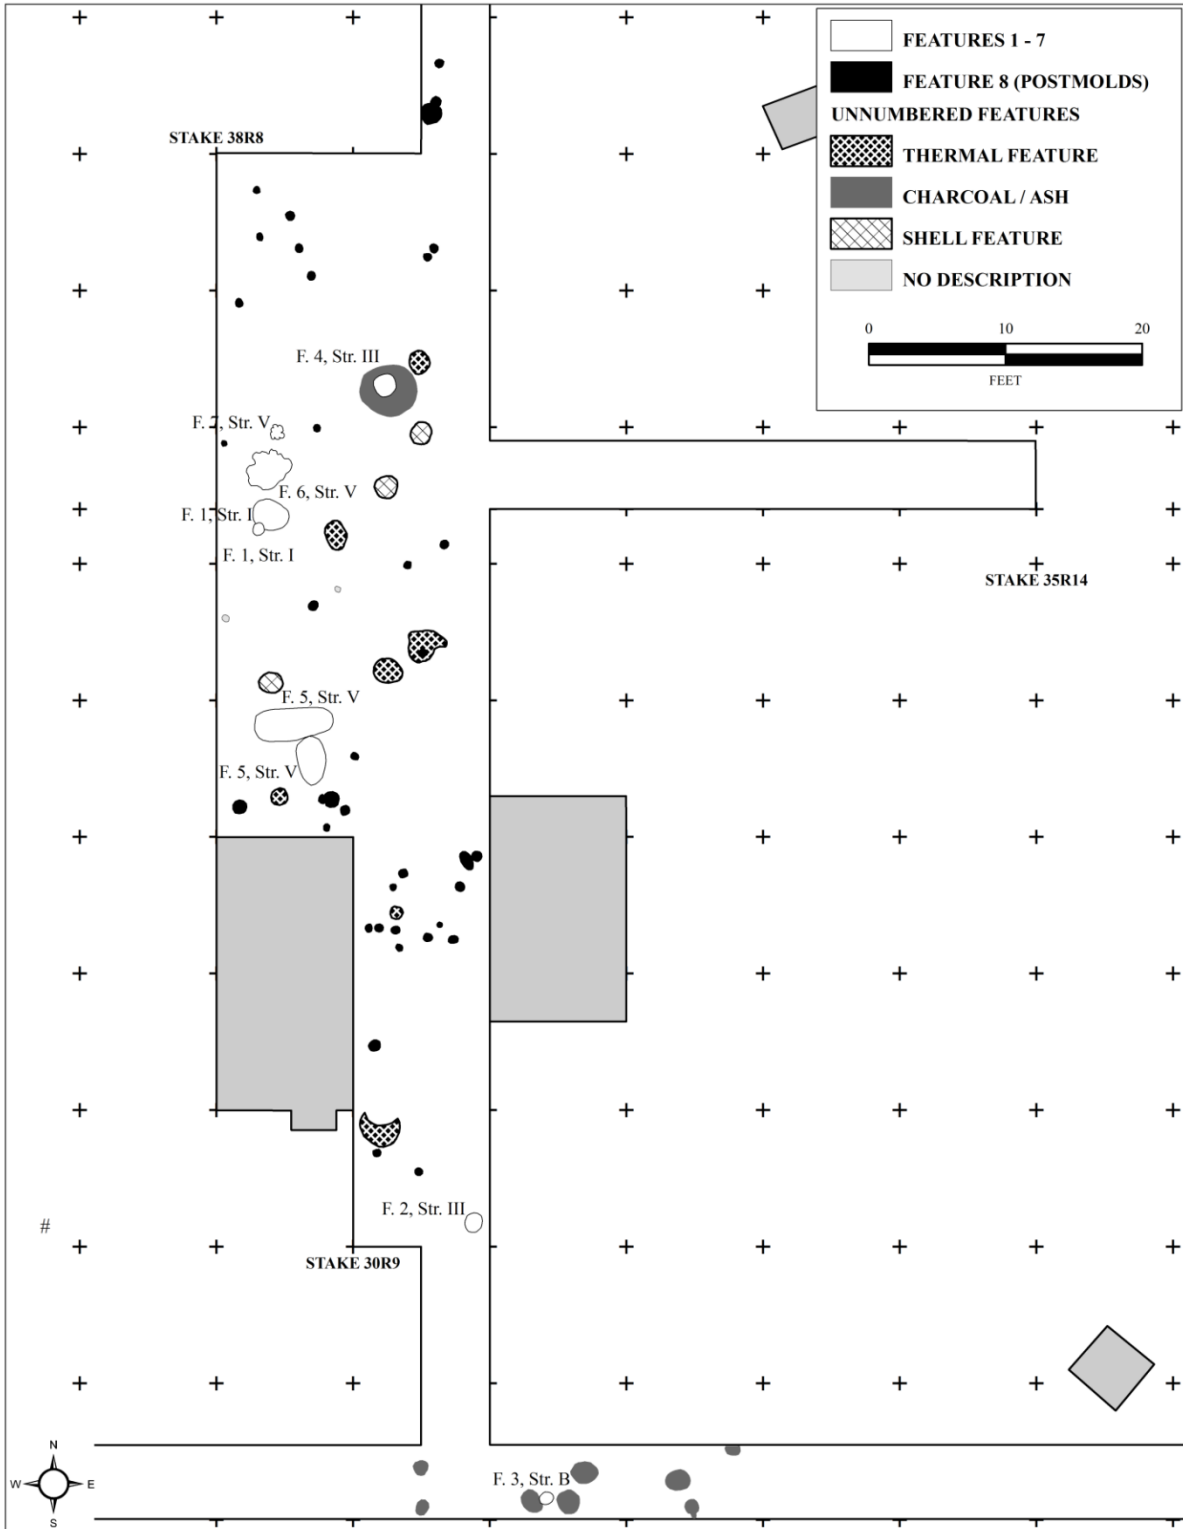 FEATURES 1 - 7
FEATURE 8 (POSTMOLDS)
UNNUMBERED FEATURES
THERMAL FEATURE
CHARCOAL / ASH
SHELL FEATURE
NO DESCRIPTION
0 10 20
FEET
STAKE 38R8
F. 4, Str. III
F. 7, Str. V
F. 6, Str. V
F. 1, Str. I
F. 1, Str. I
STAKE 35R14
F. 5, Str. V
F. 5, Str. V
F. 2, Str. III
#
STAKE 30R9
N
W E
S
F. 3, Str. B